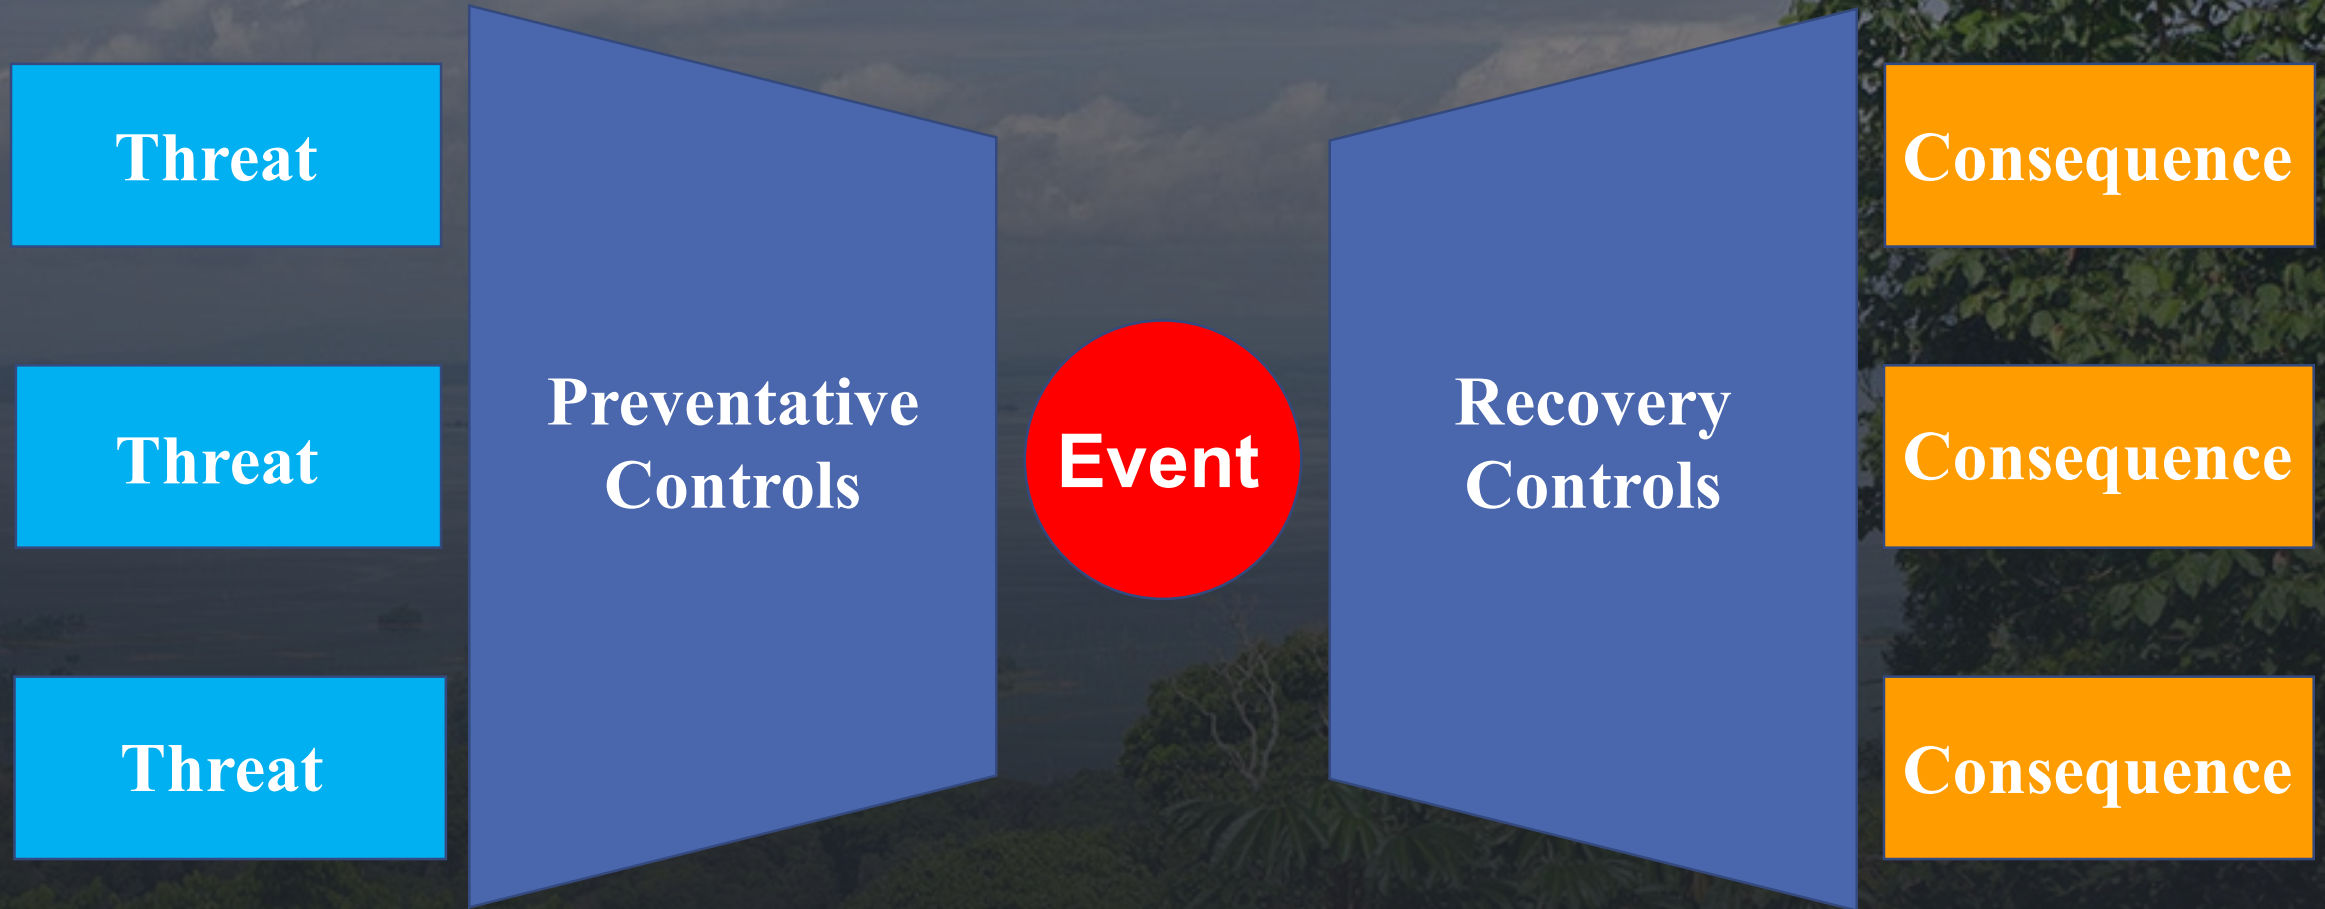 Threat
Threat
Threat
Preventative
Controls
Event
Recovery
Controls
Consequence
Consequence
Consequence